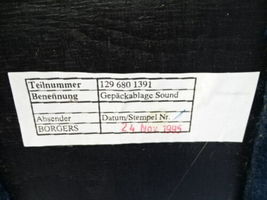 Teilnummer 129 680 1391
Benennung Gepäckablage Sound
Absender Datum/Stempel Nr.
BORGERS 24 Nov. 1995